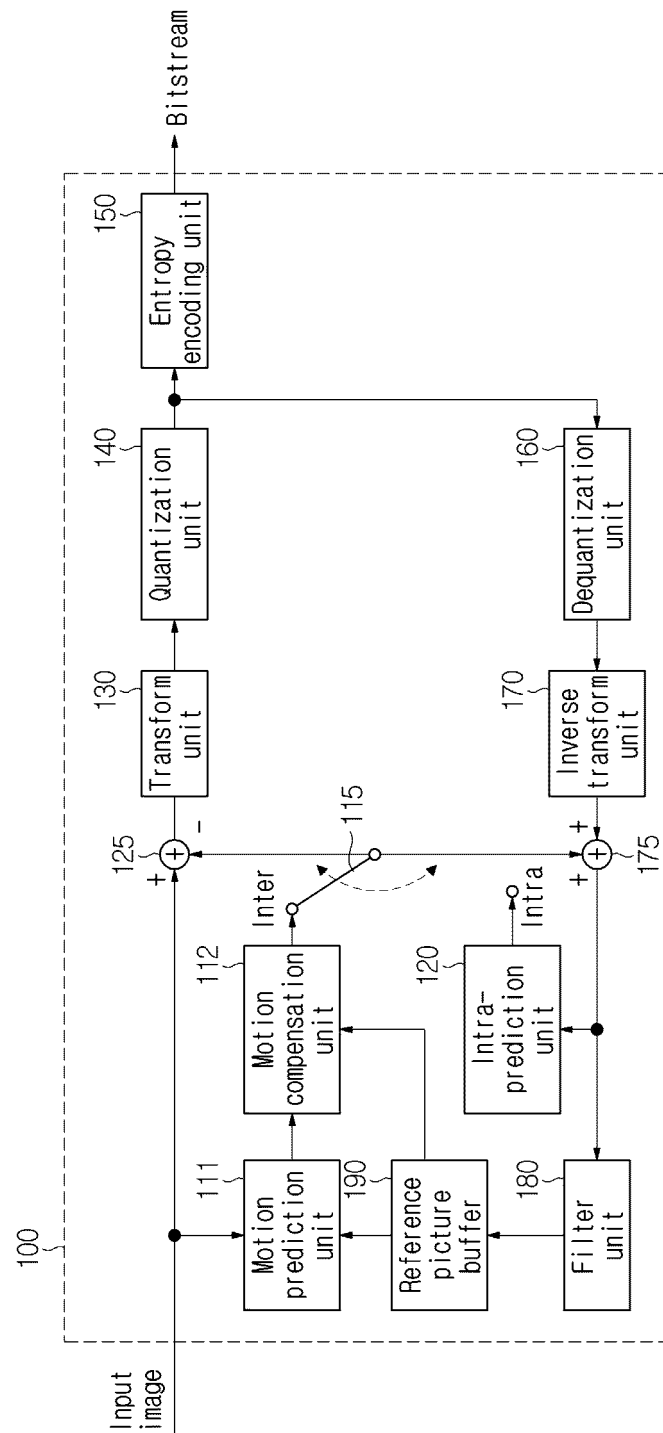 100
Input
image
125
+
-
+
130
Transform
unit
140
Quantization
unit
150
Entropy
encoding unit
Bitstream
111
Motion prediction
unit
112
Motion
compensation
unit
Inter
115
190
Reference
picture
buffer
120
Intra-
prediction
unit
Intra
180
Filter
unit
+
+
+
175
170
Inverse
transform
unit
160
Dequantization
unit